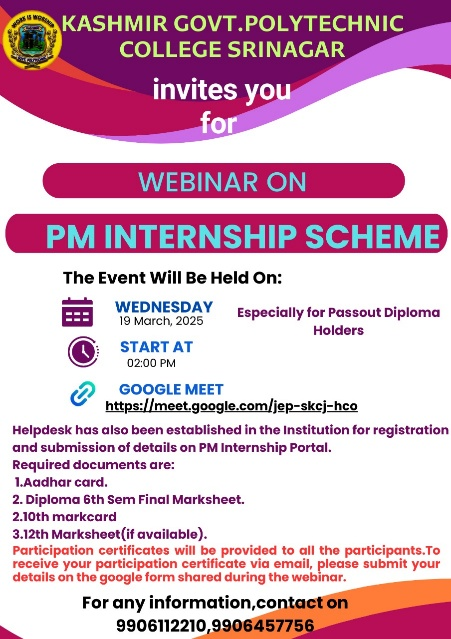 WORK IS WORSHIP
KASHMIR GOVT.POLYTECHNIC
COLLEGE SRINAGAR
invites you
for
WEBINAR ON
PM INTERNSHIP SCHEME
The Event Will Be Held On:
WEDNESDAY
19 March, 2025
Especially for Passout Diploma
Holders
START AT
02:00 PM
GOOGLE MEET
https://meet.google.com/jep-skcj-hco
Helpdesk has also been established in the Institution for registration
and submission of details on PM Internship Portal.
Required documents are:
1.Aadhar card.
2. Diploma 6th Sem Final Marksheet.
2.10th markcard
3.12th Marksheet(if available).
Participation certificates will be provided to all the participants.To
receive your participation certificate via email, please submit your
details on the google form shared during the webinar.
For any information,contact on
9906112210,9906457756